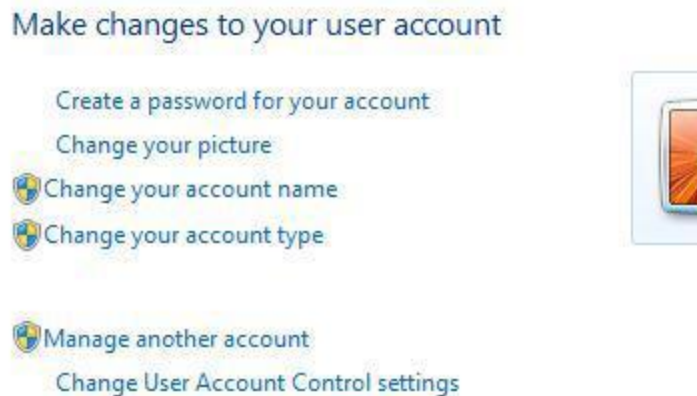 Make changes to your user account
Create a password for your account
Change your picture
Change your account name
Change your account type
Manage another account
Change User Account Control settings